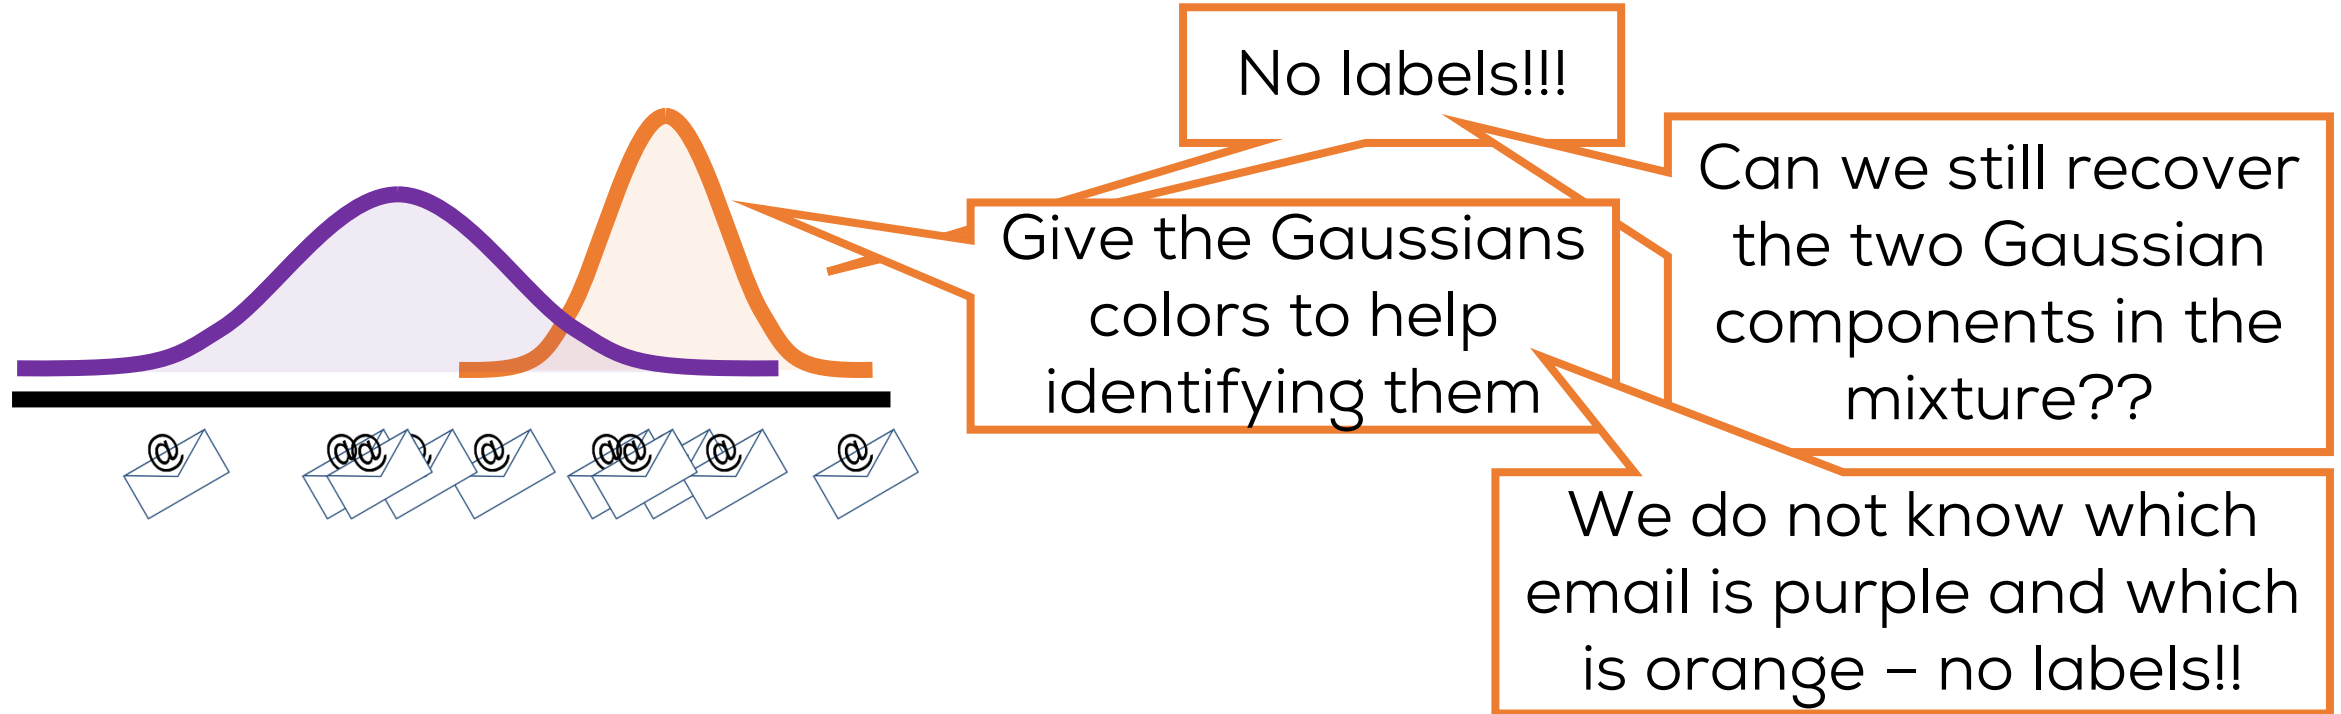 No labels!!!
Can we still recover
the two Gaussian
components in the
mixture??
Give the Gaussians
colors to help
identifying them
We do not know which
email is purple and which
is orange – no labels!!
@ @ @ @ @ @ @ @ @